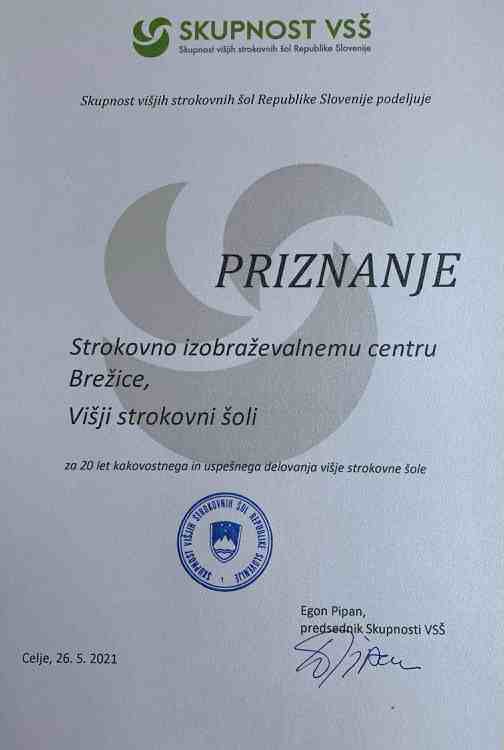 SKUPNOST VSŠ
Skupnost višjih strokovnih šol Republike Slovenije
Skupnost višjih strokovnih šol Republike Slovenije podeljuje
PRIZNANJE
Strokovno izobraževalnemu centru
Brežice,
Višji strokovni šoli
za 20 let kakovostnega in uspešnega delovanja višje strokovne šole
SKUPNOST VIŠJIH STROKOVNIH ŠOL REPUBLIKE SLOVENIJE
1
Egon Pipan,
predsednik Skupnosti VSŠ
Celje, 26. 5. 2021